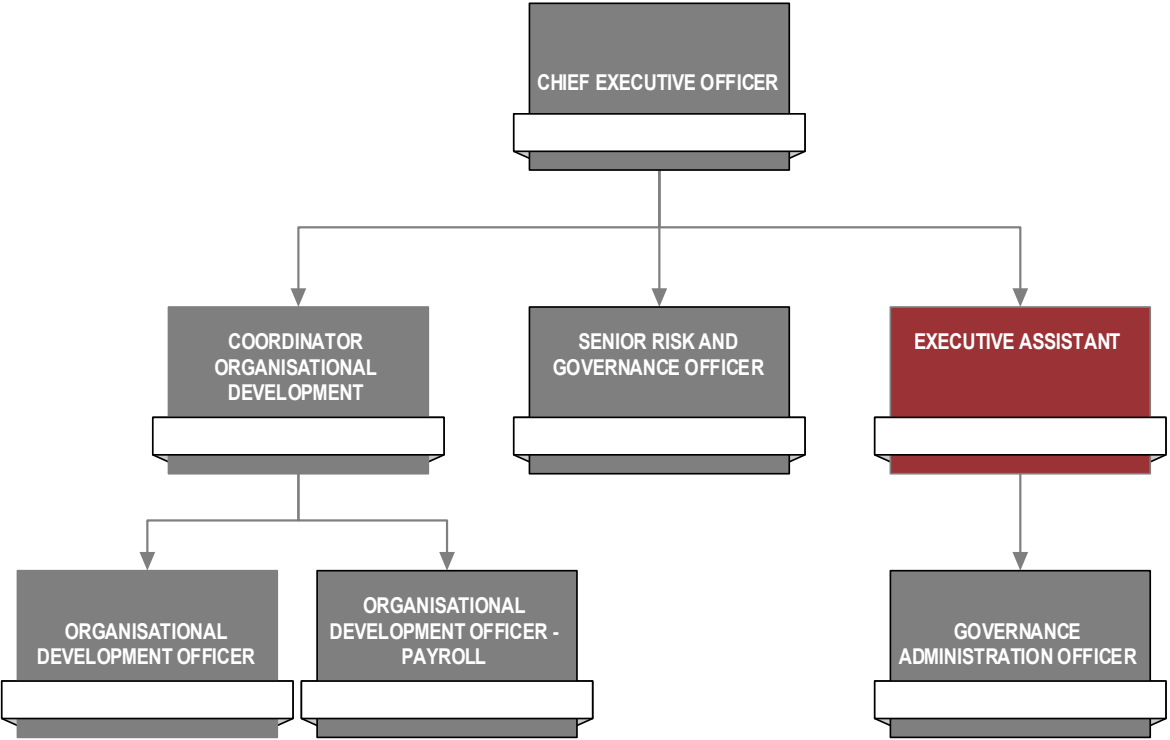 CHIEF EXECUTIVE OFFICER
COORDINATOR
ORGANISATIONAL
DEVELOPMENT
SENIOR RISK AND
GOVERNANCE OFFICER
EXECUTIVE ASSISTANT
ORGANISATIONAL
DEVELOPMENT OFFICER
ORGANISATIONAL
DEVELOPMENT OFFICER -
PAYROLL
GOVERNANCE
ADMINISTRATION OFFICER